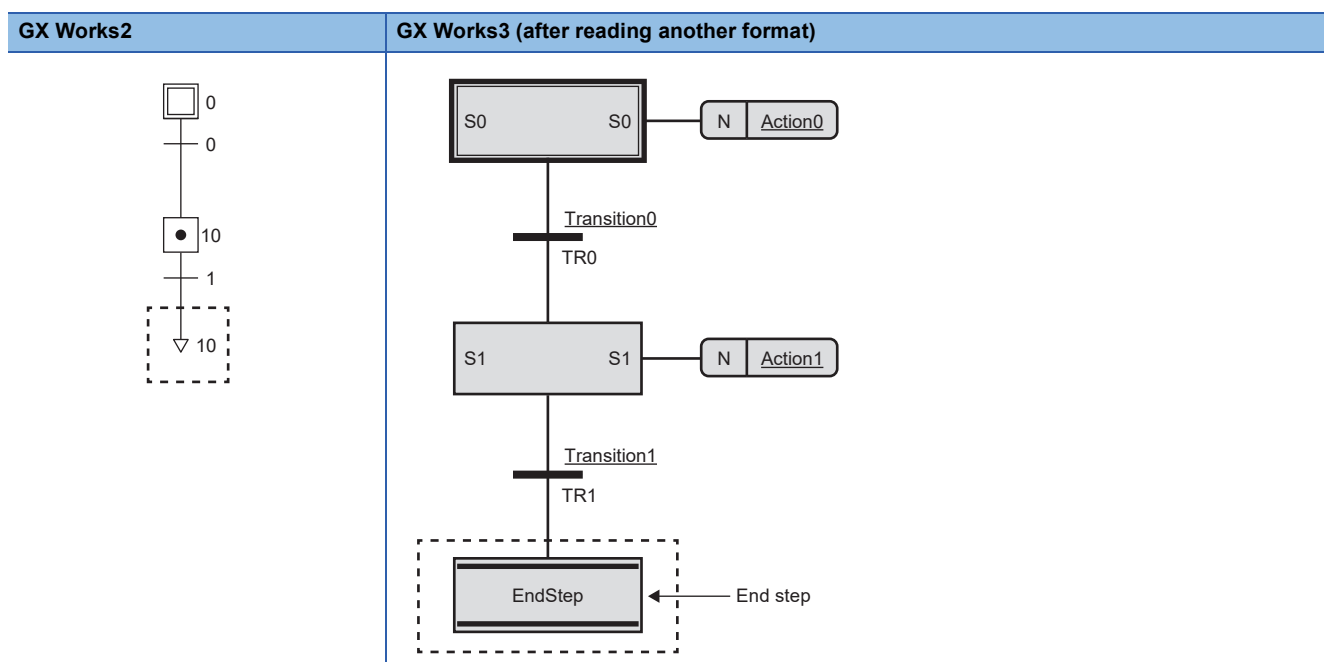 GX Works2
GX Works3 (after reading another format)
0
0
10
1
10
S0 S0 N Action0
Transition0
TR0
S1 S1 N Action1
Transition1
TR1
EndStep End step